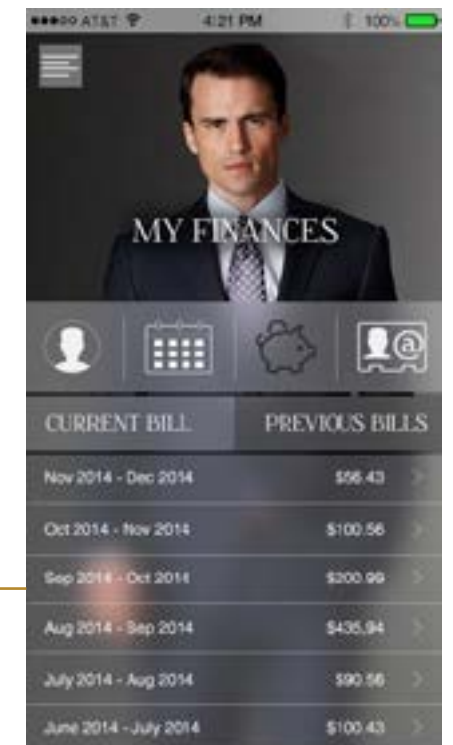 AT&T 4:21 PM 100%
MY FINANCES
@
CURRENT BILL PREVIOUS BILLS
Nov 2014 - Dec 2014 $56.43
Oct 2014 - Nov 2014 $100.56
Sep 2014 - Oct 2014 $200.99
Aug 2014 - Sep 2014 $435.94
July 2014 - Aug 2014 $90.56
June 2014 - July 2014 $100.43